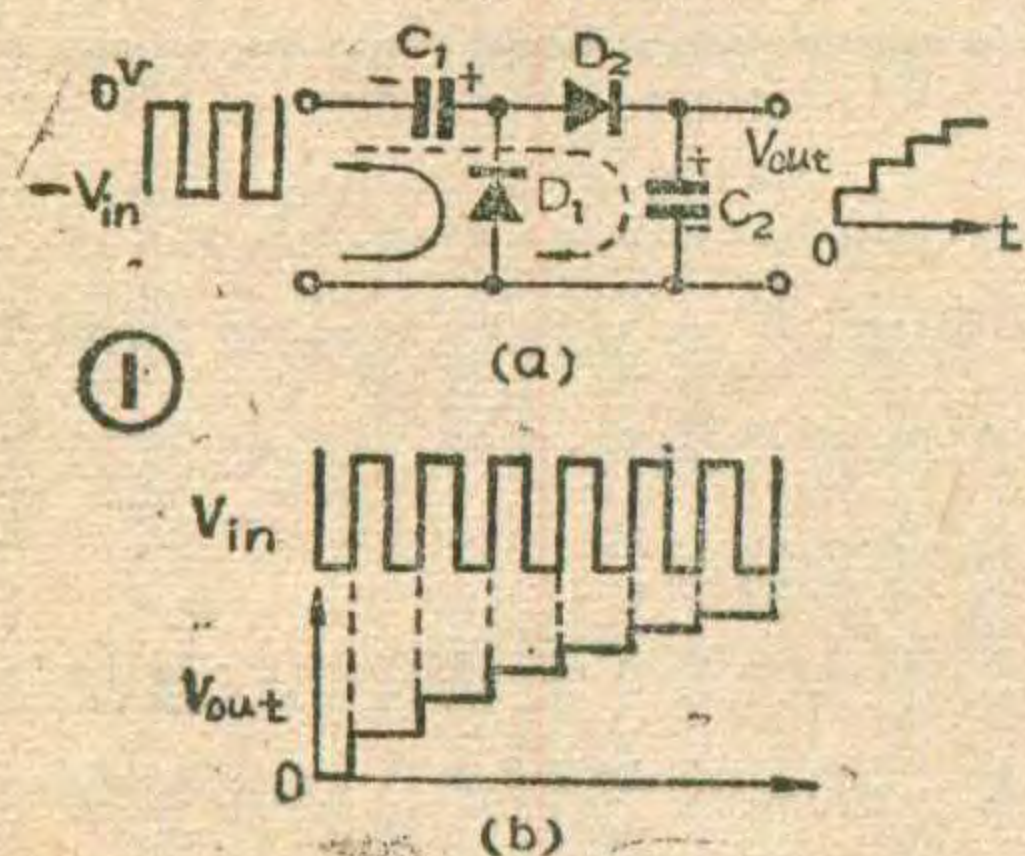 C₁ D₂
0V - +
-Vin D₁ + Vout
- C₂ 0 t
(a)
1
Vin
Vout
0
(b)